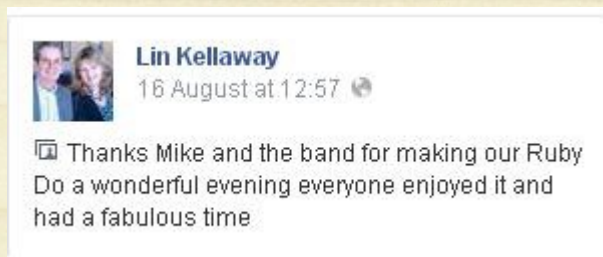 Lin Kellaway
16 August at 12:57
Thanks Mike and the band for making our Ruby
Do a wonderful evening everyone enjoyed it and
had a fabulous time